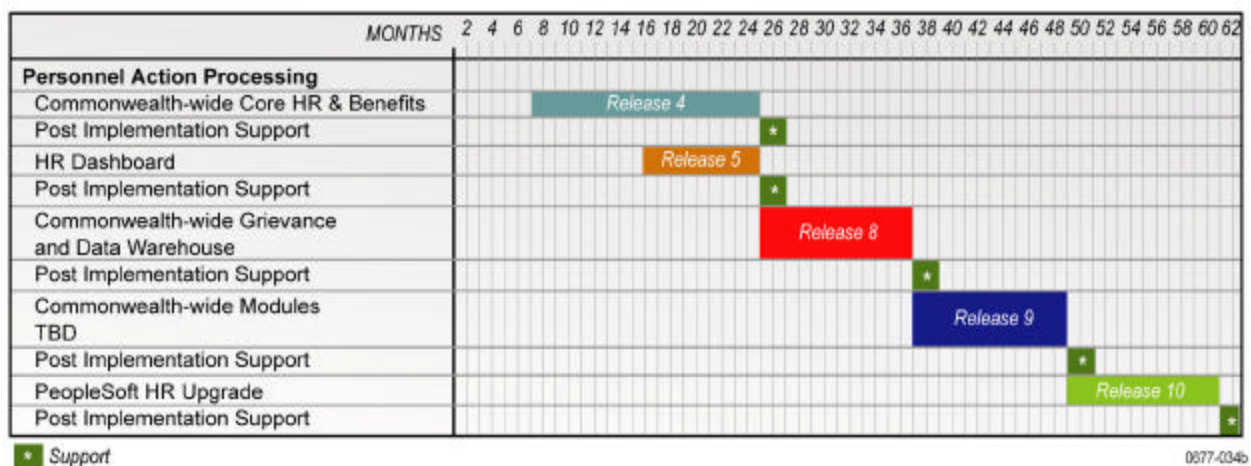 MONTHS 2 4 6 8 10 12 14 16 18 20 22 24 26 28 30 32 34 36 38 40 42 44 46 48 50 52 54 56 58 60 62
Personnel Action Processing
Commonwealth-wide Core HR & Benefits Release 4
Post Implementation Support *
HR Dashboard Release 5
Post Implementation Support *
Commonwealth-wide Grievance
and Data Warehouse Release 8
Post Implementation Support *
Commonwealth-wide Modules
TBD Release 9
Post Implementation Support *
PeopleSoft HR Upgrade Release 10
Post Implementation Support *
* Support
0677-034b